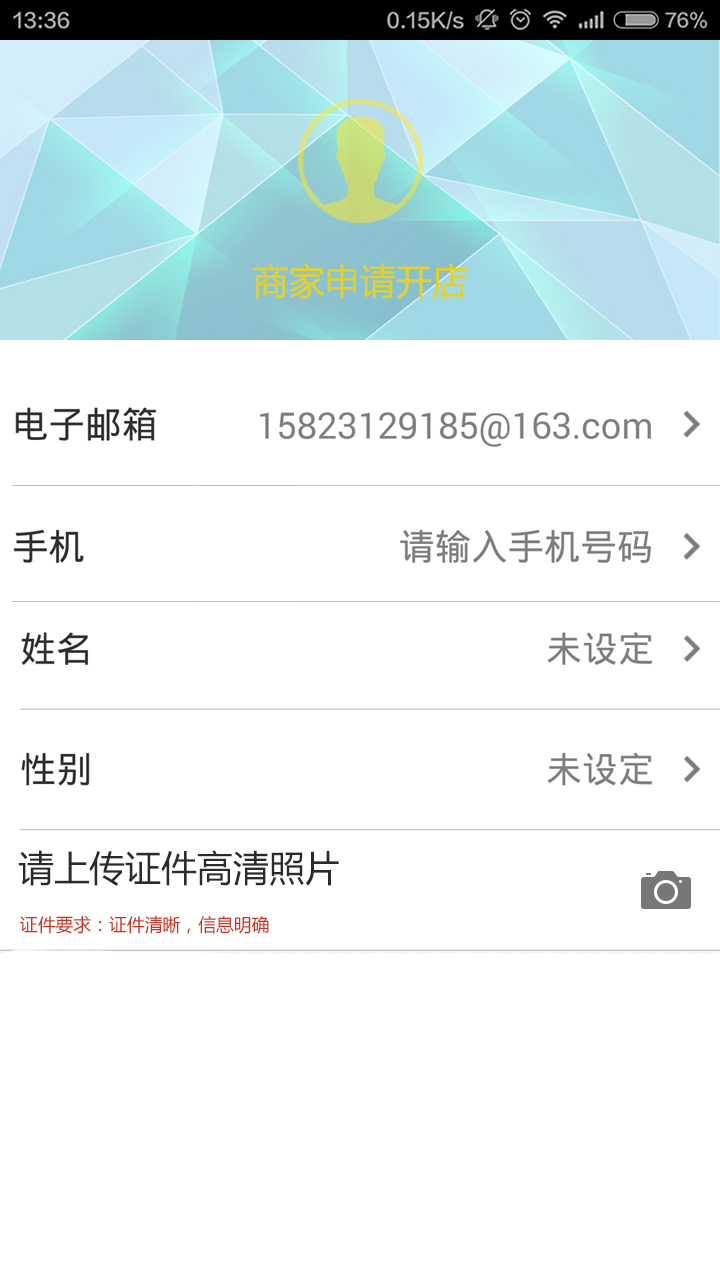 13:36 0.15K/s 76%
商家申请开店
电子邮箱 15823129185@163.com
手机 请输入手机号码
姓名 未设定
性别 未设定
请上传证件高清照片
证件要求：证件清晰，信息明确